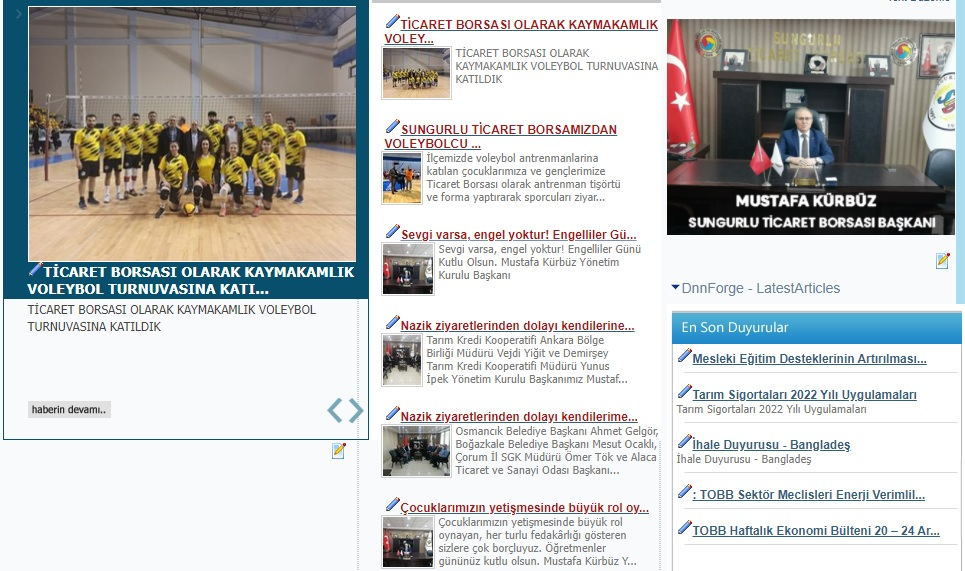 TİCARET BORSASI OLARAK KAYMAKAMLIK
VOLEYBOL TURNUVASINA KATI...
TİCARET BORSASI OLARAK KAYMAKAMLIK VOLEYBOL
TURNUVASINA KATILDIK
haberin devamı..
TİCARET BORSASI OLARAK KAYMAKAMLIK
VOLEY...
TİCARET BORSASI OLARAK
KAYMAKAMLIK VOLEYBOL TURNUVASINA
KATILDIK
SUNGURLU TİCARET BORSAMIZDAN
VOLEYBOLCU ...
İlçemizde voleybol antrenmanlarina
katılan çocuklarımıza ve gençlerimize
Ticaret Borsası olarak antrenman tişörtü
ve forma yaptırarak sporcuları ziyar...
Sevgi varsa, engel yoktur! Engelliler Gü...
Sevgi varsa, engel yoktur! Engelliler Günü
Kutlu Olsun. Mustafa Kürbüz Yönetim
Kurulu Başkanı
Nazik ziyaretlerinden dolayı kendilerine...
Tarım Kredi Kooperatifi Ankara Bölge
Birliği Müdürü Vejdi Yiğit ve Demirşey
Tarım Kredi Kooperatifi Müdürü Yunus
İpek Yönetim Kurulu Başkanımız Mustaf...
Nazik ziyaretlerinden dolayı kendilerime...
Osmancık Belediye Başkanı Ahmet Gelgör,
Boğazkale Belediye Başkanı Mesut Ocaklı,
Çorum İl SGK Müdürü Ömer Tök ve Alaca
Ticaret ve Sanayi Odası Başkanı...
Çocuklarımızın yetişmesinde büyük rol oy...
Çocuklarımızın yetişmesinde büyük rol
oynayan, her turlu fedakârlığı gösteren
sizlere çok borçluyuz. Öğretmenler
gününüz kutlu olsun. Mustafa Kürbüz Y...
SUNGURLU
MUSTAFA KÜRBÜZ
SUNGURLU TİCARET BORSASI BAŞKANI
DnnForge - LatestArticles
En Son Duyurular
Mesleki Eğitim Desteklerinin Artırılması...
Tarım Sigortaları 2022 Yılı Uygulamaları
Tarım Sigortaları 2022 Yılı Uygulamaları
İhale Duyurusu - Bangladeş
İhale Duyurusu - Bangladeş
: TOBB Sektör Meclisleri Enerji Verimlil...
TOBB Haftalık Ekonomi Bülteni 20 – 24 Ar...